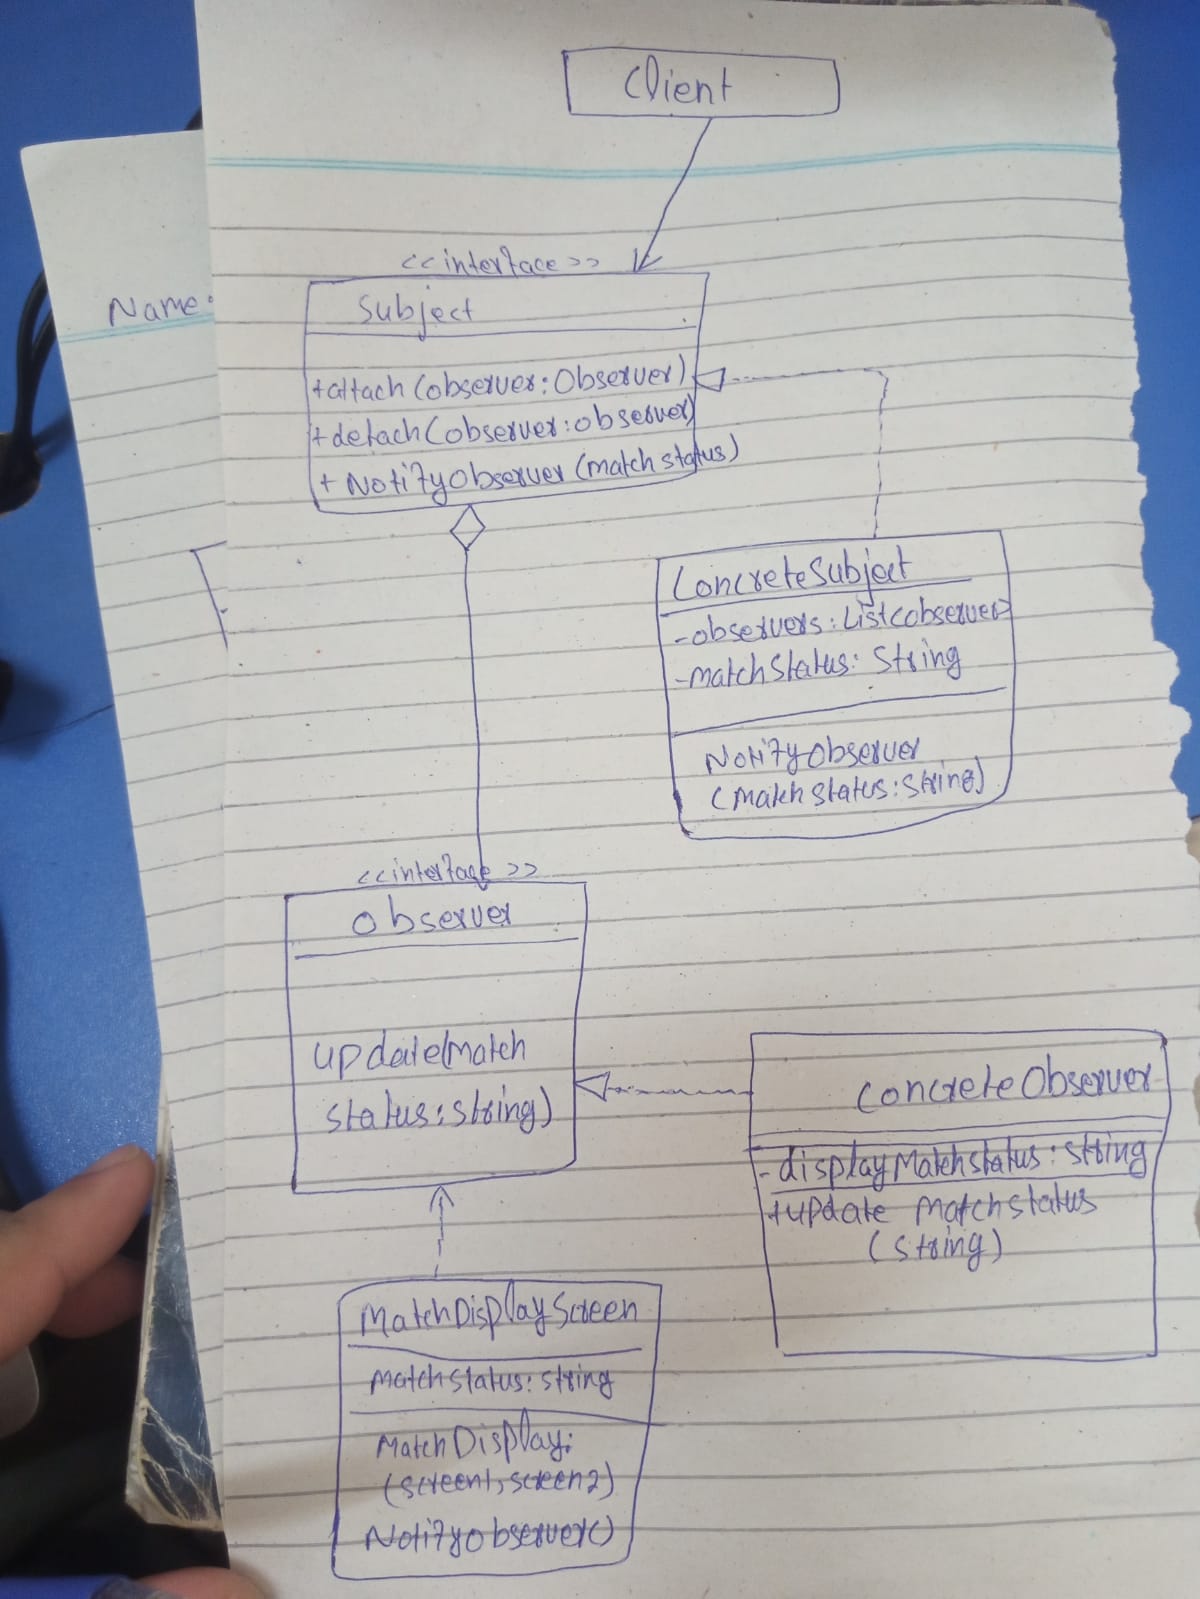 Client
Name:
<<interface>>
Subject
+attach(observer:Observer)
+detach(observer:observer)
+NotifyObserver(match status)
ConcreteSubject
-observers:List<observer>
-matchStatus: String
NotifyObserver
(match status:string)
<<interface>>
observer
update(match
status:string)
ConcreteObserver
-displayMatchstatus:string
+update matchstatus
(string)
MatchDisplayScreen
matchstatus:string
MatchDisplay:
(screen1,screen2)
Notifyobserver()